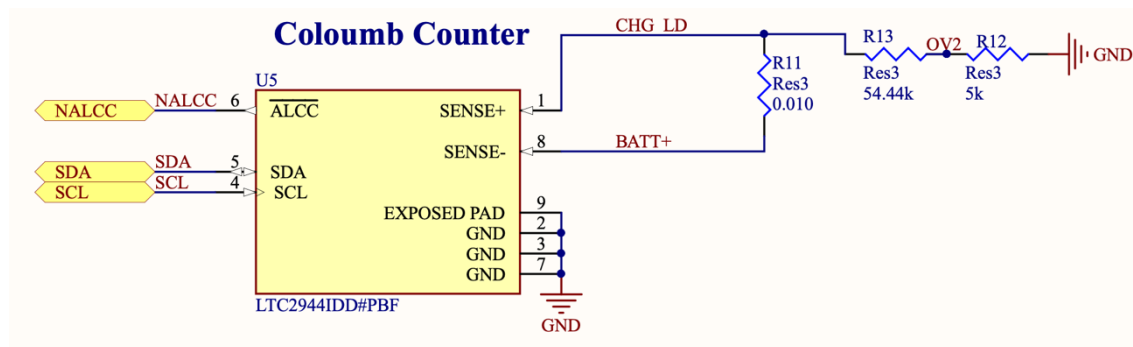 Coloumb Counter
CHG LD
R13
Res3
54.44k
OV2
R12
Res3
5k
GND
R11
Res3
0.010
U5
NALCC
NALCC
6
ALCC
SENSE+
1
SENSE-
8
BATT+
SDA
SDA
5
SDA
SCL
SCL
4
SCL
EXPOSED PAD
9
GND
2
GND
3
GND
7
LTC2944IDD#PBF
GND